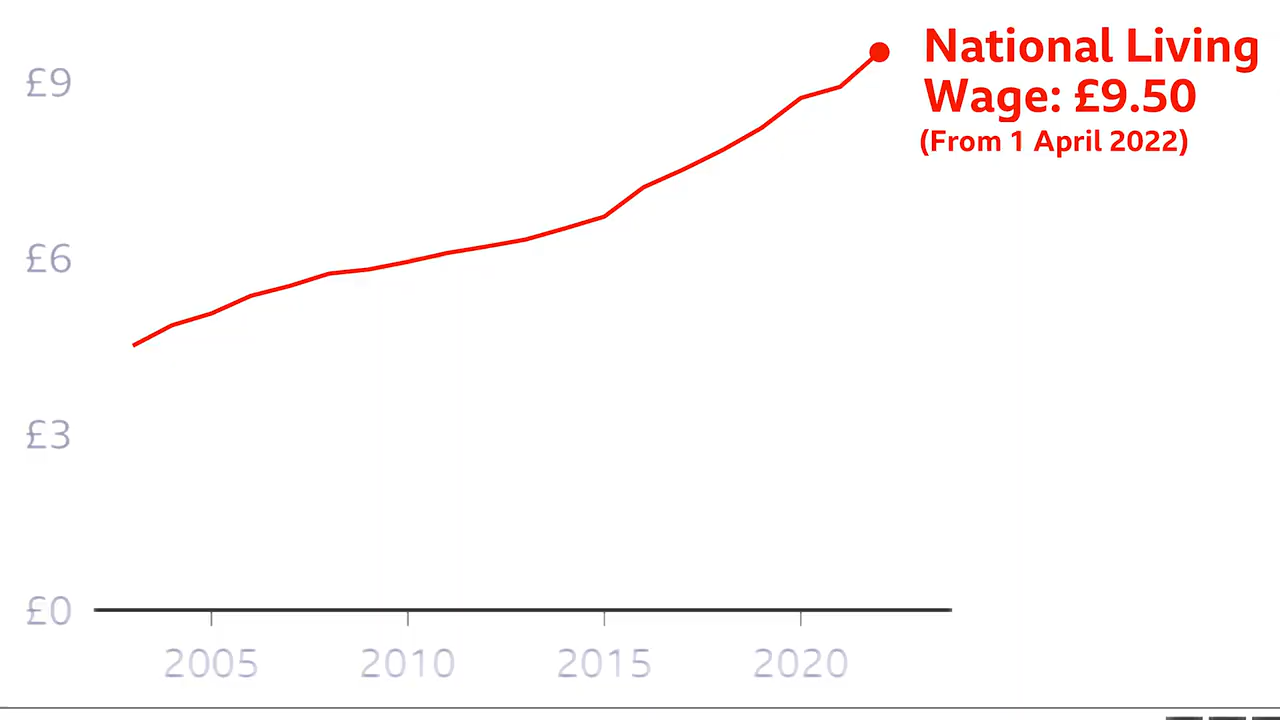 National Living
Wage: £9.50
(From 1 April 2022)
£9
£6
£3
£0
2005 2010 2015 2020